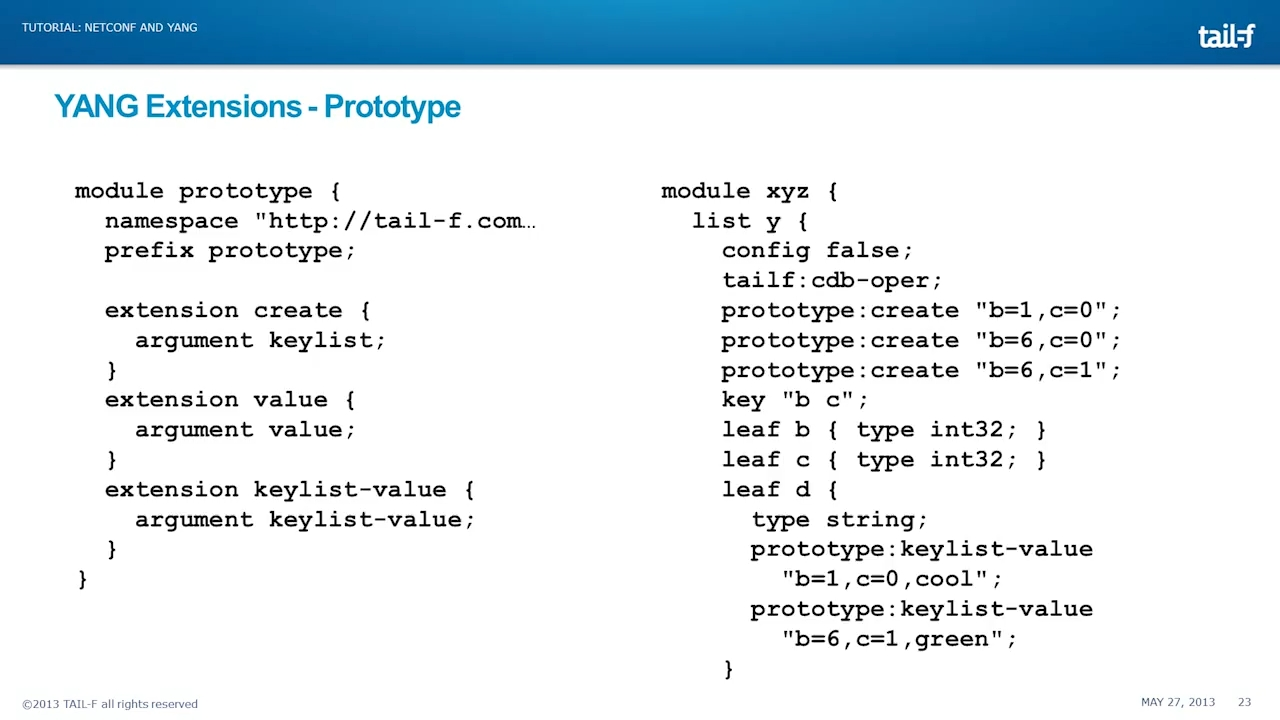 TUTORIAL: NETCONF AND YANG
tail-f
YANG Extensions - Prototype
module prototype {
namespace "http://tail-f.com…
prefix prototype;
extension create {
argument keylist;
}
extension value {
argument value;
}
extension keylist-value {
argument keylist-value;
}
}
module xyz {
list y {
config false;
tailf:cdb-oper;
prototype:create "b=1,c=0";
prototype:create "b=6,c=0";
prototype:create "b=6,c=1";
key "b c";
leaf b { type int32; }
leaf c { type int32; }
leaf d {
type string;
prototype:keylist-value
"b=1,c=0,cool";
prototype:keylist-value
"b=6,c=1,green";
}
©2013 TAIL-F all rights reserved
MAY 27, 2013 23